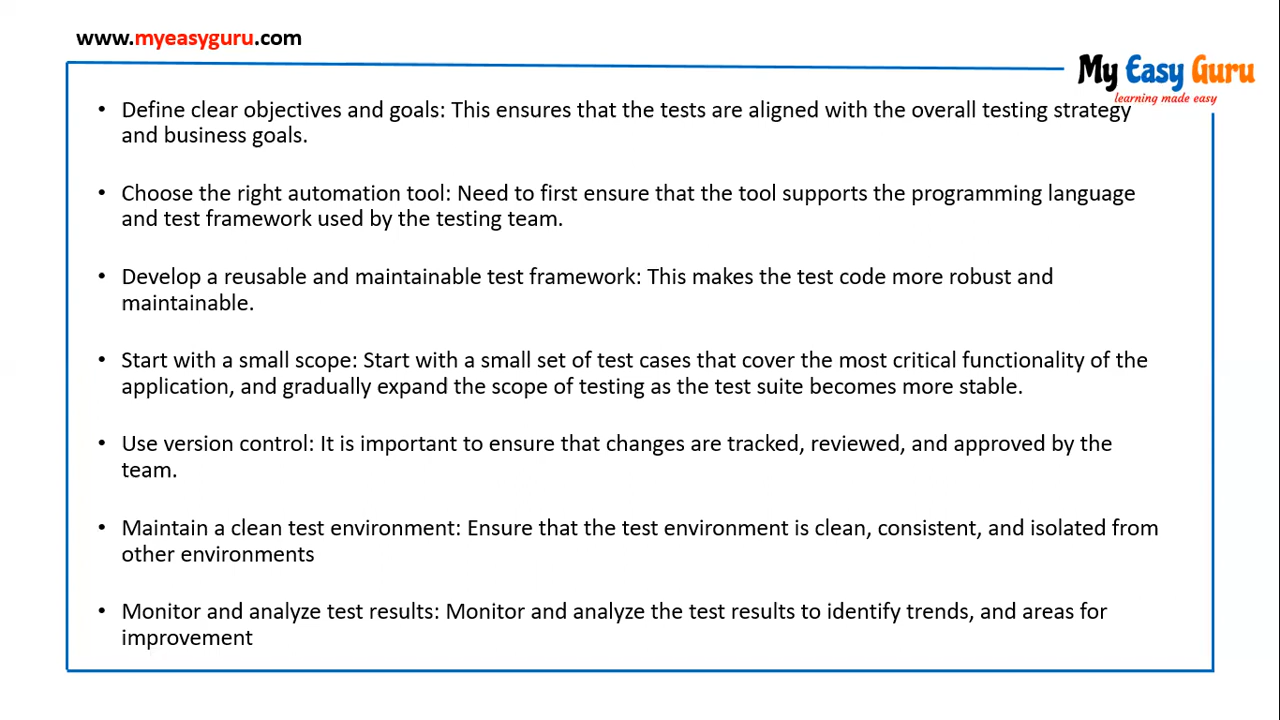 www.myeasyguru.com
My Easy Guru
learning made easy
• Define clear objectives and goals: This ensures that the tests are aligned with the overall testing strategy
and business goals.
• Choose the right automation tool: Need to first ensure that the tool supports the programming language
and test framework used by the testing team.
• Develop a reusable and maintainable test framework: This makes the test code more robust and
maintainable.
• Start with a small scope: Start with a small set of test cases that cover the most critical functionality of the
application, and gradually expand the scope of testing as the test suite becomes more stable.
• Use version control: It is important to ensure that changes are tracked, reviewed, and approved by the
team.
• Maintain a clean test environment: Ensure that the test environment is clean, consistent, and isolated from
other environments
• Monitor and analyze test results: Monitor and analyze the test results to identify trends, and areas for
improvement